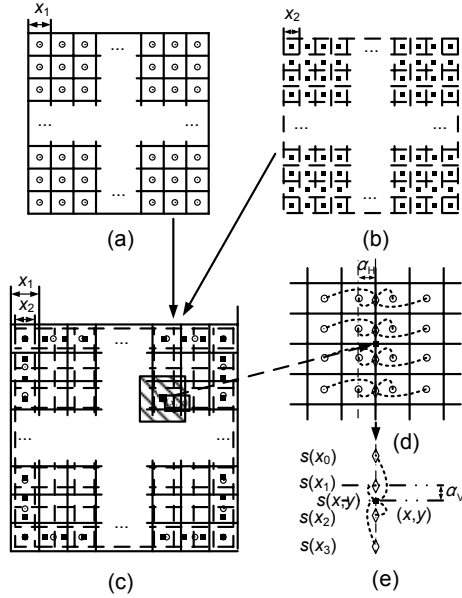 x₁
x₂
...
...
...
...
...
...
...
...
(a)
(b)
x₁
x₂
αH
...
...
...
...
(d)
s(x₀)
s(x₁)
αV
s(x,y)
(x,y)
s(x₂)
s(x₃)
(c)
(e)